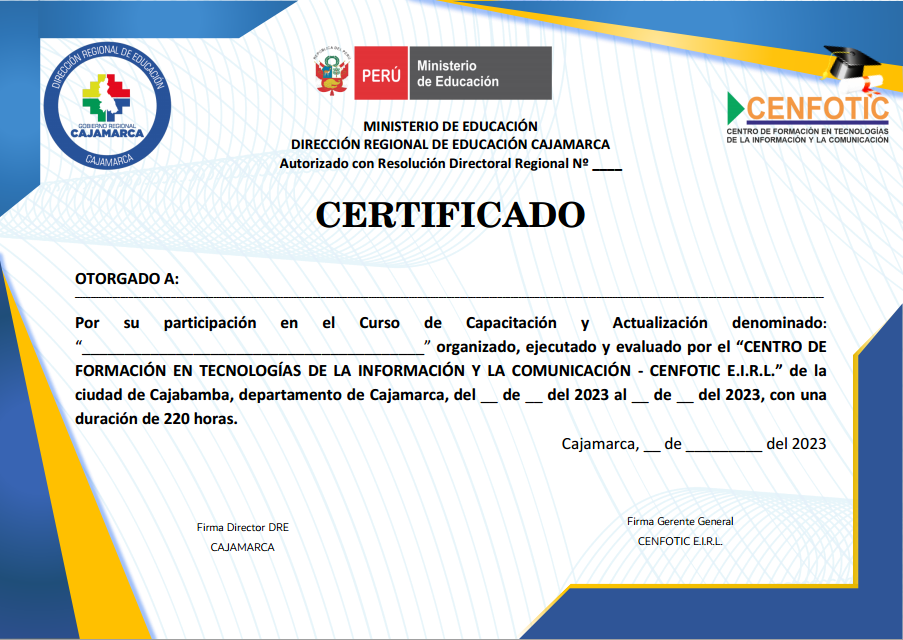 DIRECCIÓN REGIONAL DE EDUCACIÓN
GOBIERNO REGIONAL
CAJAMARCA
CAJAMARCA
REPÚBLICA DEL PERÚ
PERÚ
Ministerio
de Educación
CENFOTIC
CENTRO DE FORMACIÓN EN TECNOLOGÍAS
DE LA INFORMACIÓN Y LA COMUNICACIÓN
MINISTERIO DE EDUCACIÓN
DIRECCIÓN REGIONAL DE EDUCACIÓN CAJAMARCA
Autorizado con Resolución Directoral Regional Nº ____
CERTIFICADO
OTORGADO A:
Por su participación en el Curso de Capacitación y Actualización denominado:
“________________________________________” organizado, ejecutado y evaluado por el “CENTRO DE
FORMACIÓN EN TECNOLOGÍAS DE LA INFORMACIÓN Y LA COMUNICACIÓN - CENFOTIC E.I.R.L.” de la
ciudad de Cajabamba, departamento de Cajamarca, del __ de __ del 2023 al __ de __ del 2023, con una
duración de 220 horas.
Cajamarca, __ de _________ del 2023
Firma Director DRE
CAJAMARCA
Firma Gerente General
CENFOTIC E.I.R.L.